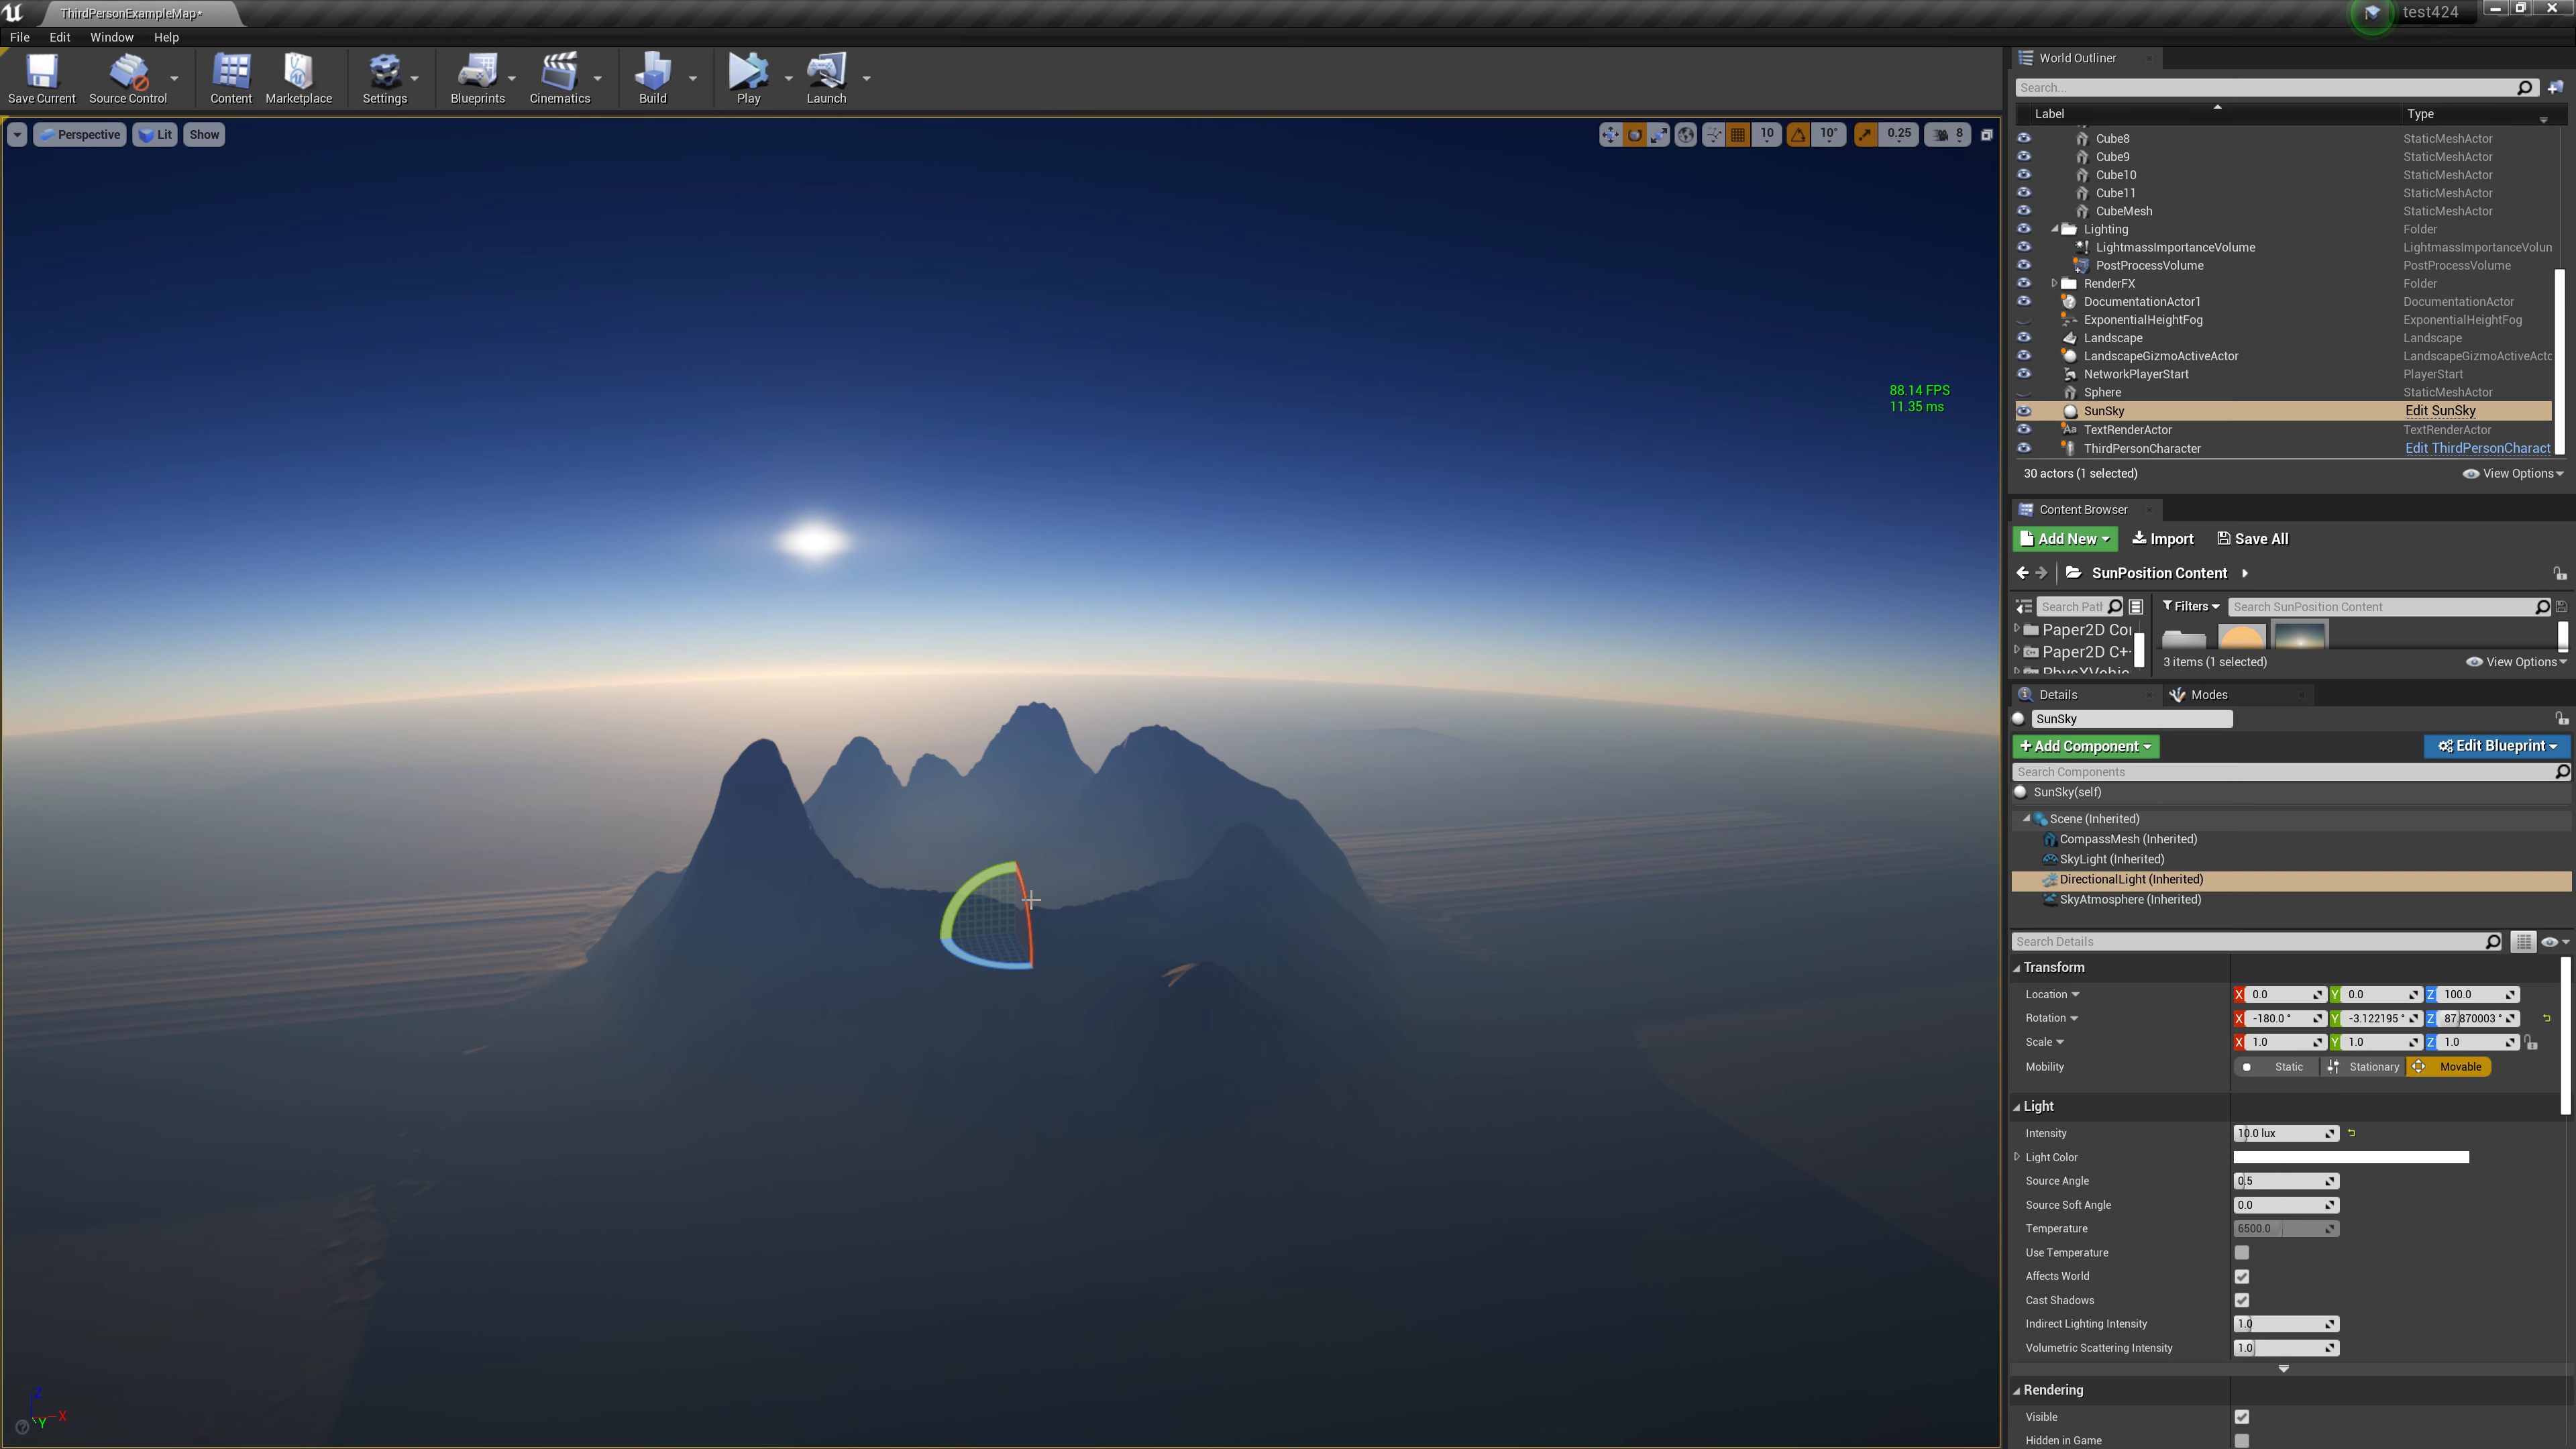 ThirdPersonExampleMap*
test424
File Edit Window Help
Save Current Source Control Content Marketplace Settings Blueprints Cinematics Build Play Launch
Perspective Lit Show
10 10° 0.25 8
88.14 FPS
11.35 ms
X
Y
Z
World Outliner
Search...
Label Type
Cube8 StaticMeshActor
Cube9 StaticMeshActor
Cube10 StaticMeshActor
Cube11 StaticMeshActor
CubeMesh StaticMeshActor
Lighting Folder
LightmassImportanceVolume LightmassImportanceVolun
PostProcessVolume PostProcessVolume
RenderFX Folder
DocumentationActor1 DocumentationActor
ExponentialHeightFog ExponentialHeightFog
Landscape Landscape
LandscapeGizmoActiveActor LandscapeGizmoActiveActc
NetworkPlayerStart PlayerStart
Sphere StaticMeshActor
SunSky Edit SunSky
TextRenderActor TextRenderActor
ThirdPersonCharacter Edit ThirdPersonCharact
30 actors (1 selected) View Options
Content Browser
Add New Import Save All
SunPosition Content
Search Patl Filters Search SunPosition Content
Paper2D Co
Paper2D C+
3 items (1 selected) View Options
Details Modes
SunSky
+ Add Component Edit Blueprint
Search Components
SunSky(self)
Scene (Inherited)
CompassMesh (Inherited)
SkyLight (Inherited)
DirectionalLight (Inherited)
SkyAtmosphere (Inherited)
Search Details
Transform
Location X 0.0 Y 0.0 Z 100.0
Rotation X -180.0 ° Y -3.122195 ° Z 87.870003 °
Scale X 1.0 Y 1.0 Z 1.0
Mobility Static Stationary Movable
Light
Intensity 10.0 lux
Light Color
Source Angle 0.5
Source Soft Angle 0.0
Temperature 6500.0
Use Temperature
Affects World
Cast Shadows
Indirect Lighting Intensity 1.0
Volumetric Scattering Intensity 1.0
Rendering
Visible
Hidden in Game